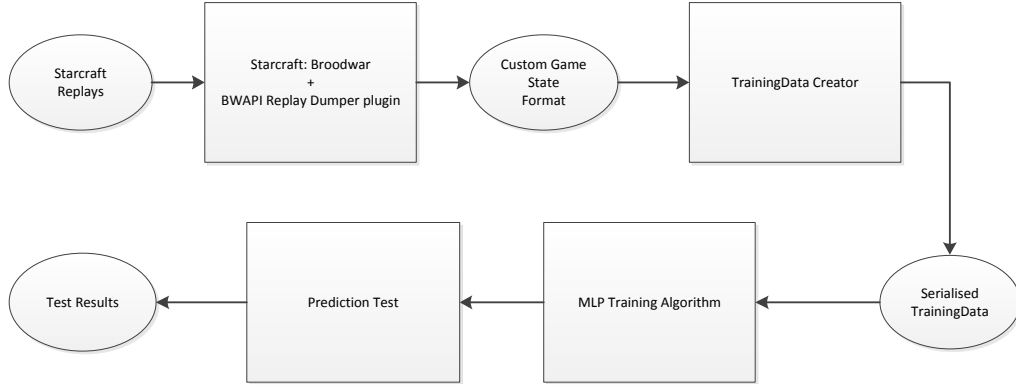 Starcraft
Replays
Starcraft: Broodwar
+
BWAPI Replay Dumper plugin
Custom Game
State
Format
TrainingData Creator
Serialised
TrainingData
MLP Training Algorithm
Prediction Test
Test Results